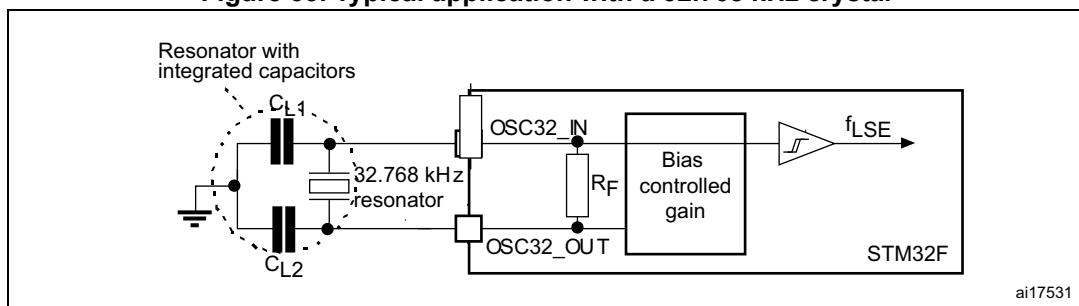 Resonator with
integrated capacitors
CL1
OSC32_IN
fLSE
32.768 kHz
resonator
RF
Bias
controlled
gain
OSC32_OUT
STM32F
CL2
ai17531